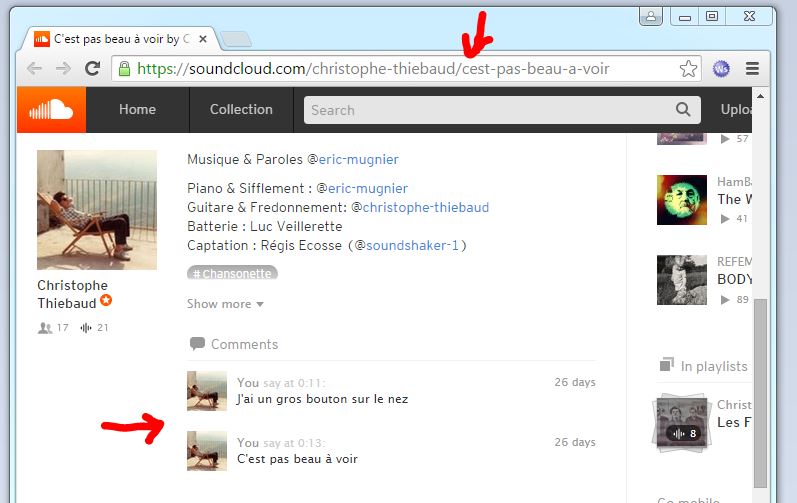 C'est pas beau à voir by C
https://soundcloud.com/christophe-thiebaud/cest-pas-beau-a-voir
Home
Collection
Search
Uploa
Musique & Paroles @eric-mugnier
Piano & Sifflement : @eric-mugnier
Guitare & Fredonnement: @christophe-thiebaud
Batterie : Luc Veillerette
Captation : Régis Ecosse (@soundshaker-1)
# Chansonette
Show more
Christophe
Thiebaud
17 21
Comments
You say at 0:11: 26 days
J'ai un gros bouton sur le nez
You say at 0:13: 26 days
C'est pas beau à voir
57
HamBa
The W
41
REFEM
BODY
89
In playlists
Christ
Les F
8